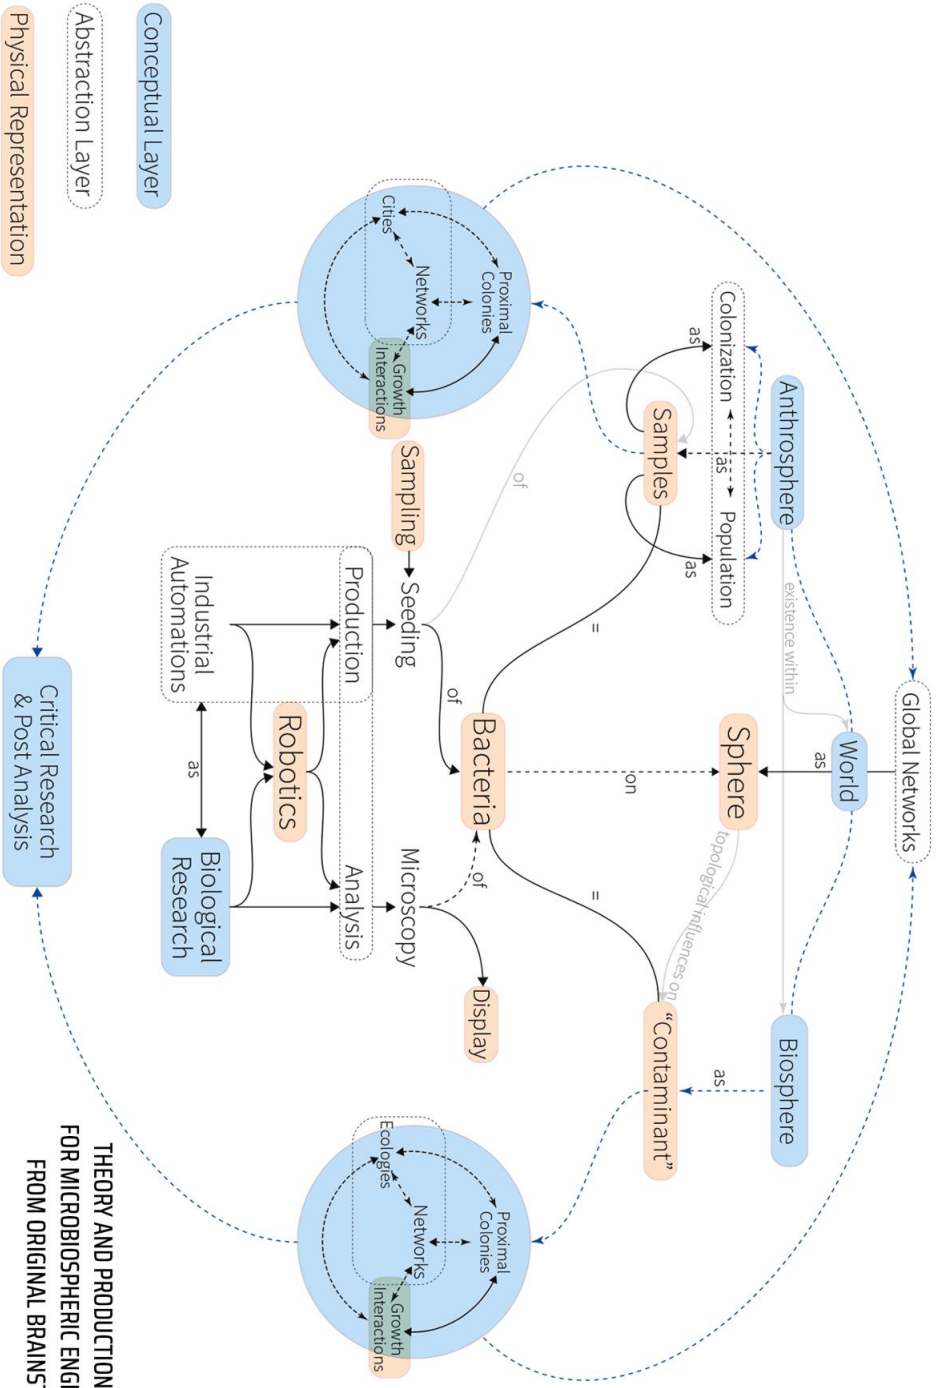 Global Networks
Anthrosphere
World
Biosphere
existence within
as
Colonization
as
Population
Sphere
as
as
as
topological influences on
Samples
"Contaminant"
=
=
on
of
Proximal
Colonies
Networks
Cities
Growth
Interactions
Bacteria
Display
of
of
Proximal
Colonies
Networks
Ecologies
Growth
Interactions
Sampling
Seeding
Microscopy
Production
Analysis
Robotics
Industrial
Automations
as
Biological
Research
Conceptual Layer
Abstraction Layer
Physical Representation
Critical Research
& Post Analysis
THEORY AND PRODUCTION
FOR MICROBIOSPHERIC
FROM ORIGINAL